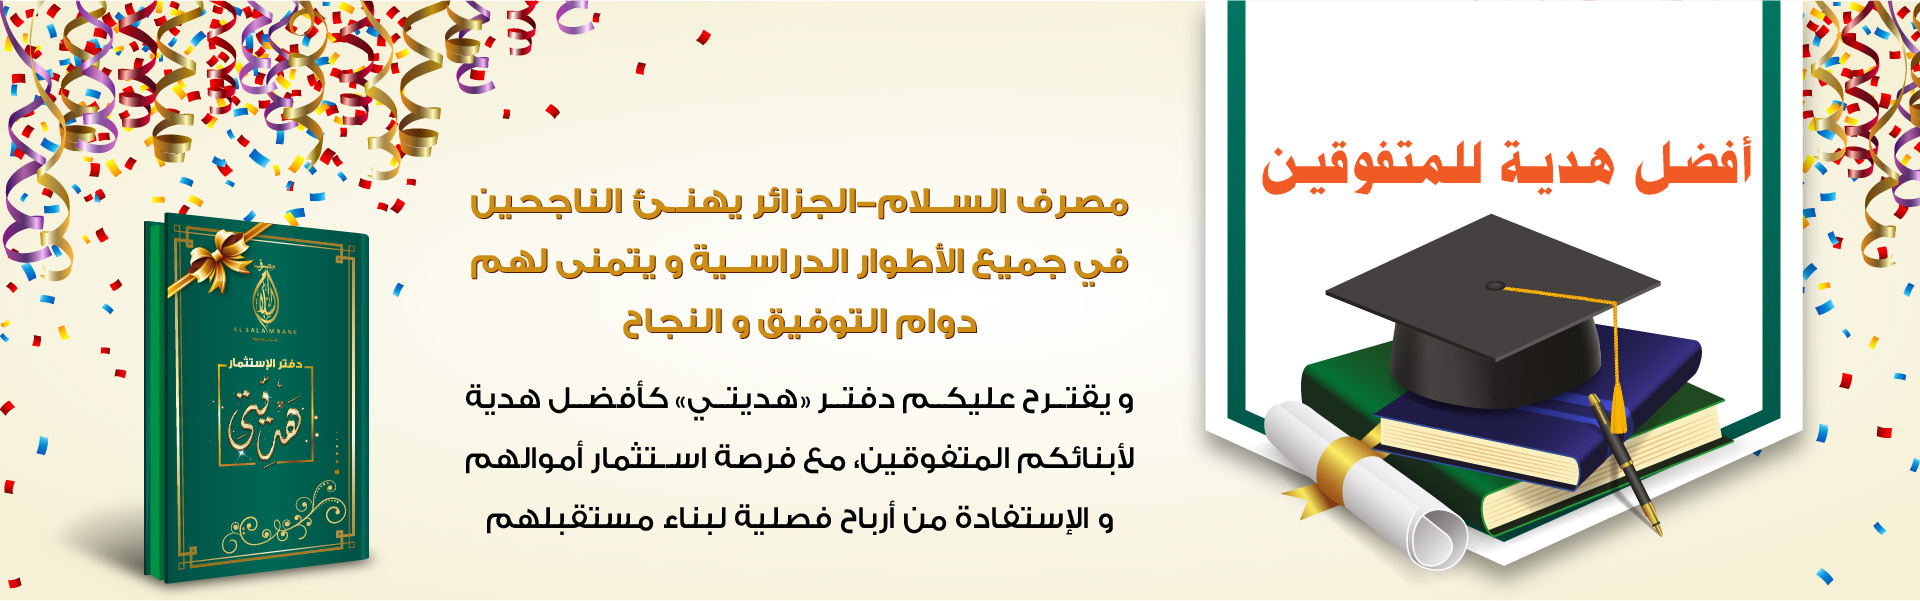 أفضل هدية للمتفوقين
مصرف السلام-الجزائر يهنئ الناجحين
في جميع الأطوار الدراسية و يتمنى لهم
دوام التوفيق و النجاح
و يقترح عليكم دفتر «هديتي» كأفضل هدية
لأبنائكم المتفوقين، مع فرصة استثمار أموالهم
و الإستفادة من أرباح فصلية لبناء مستقبلهم
مصرف
السلام
AL SALAM BANK
دفتر الإستثمار
هَدِيَّتِي